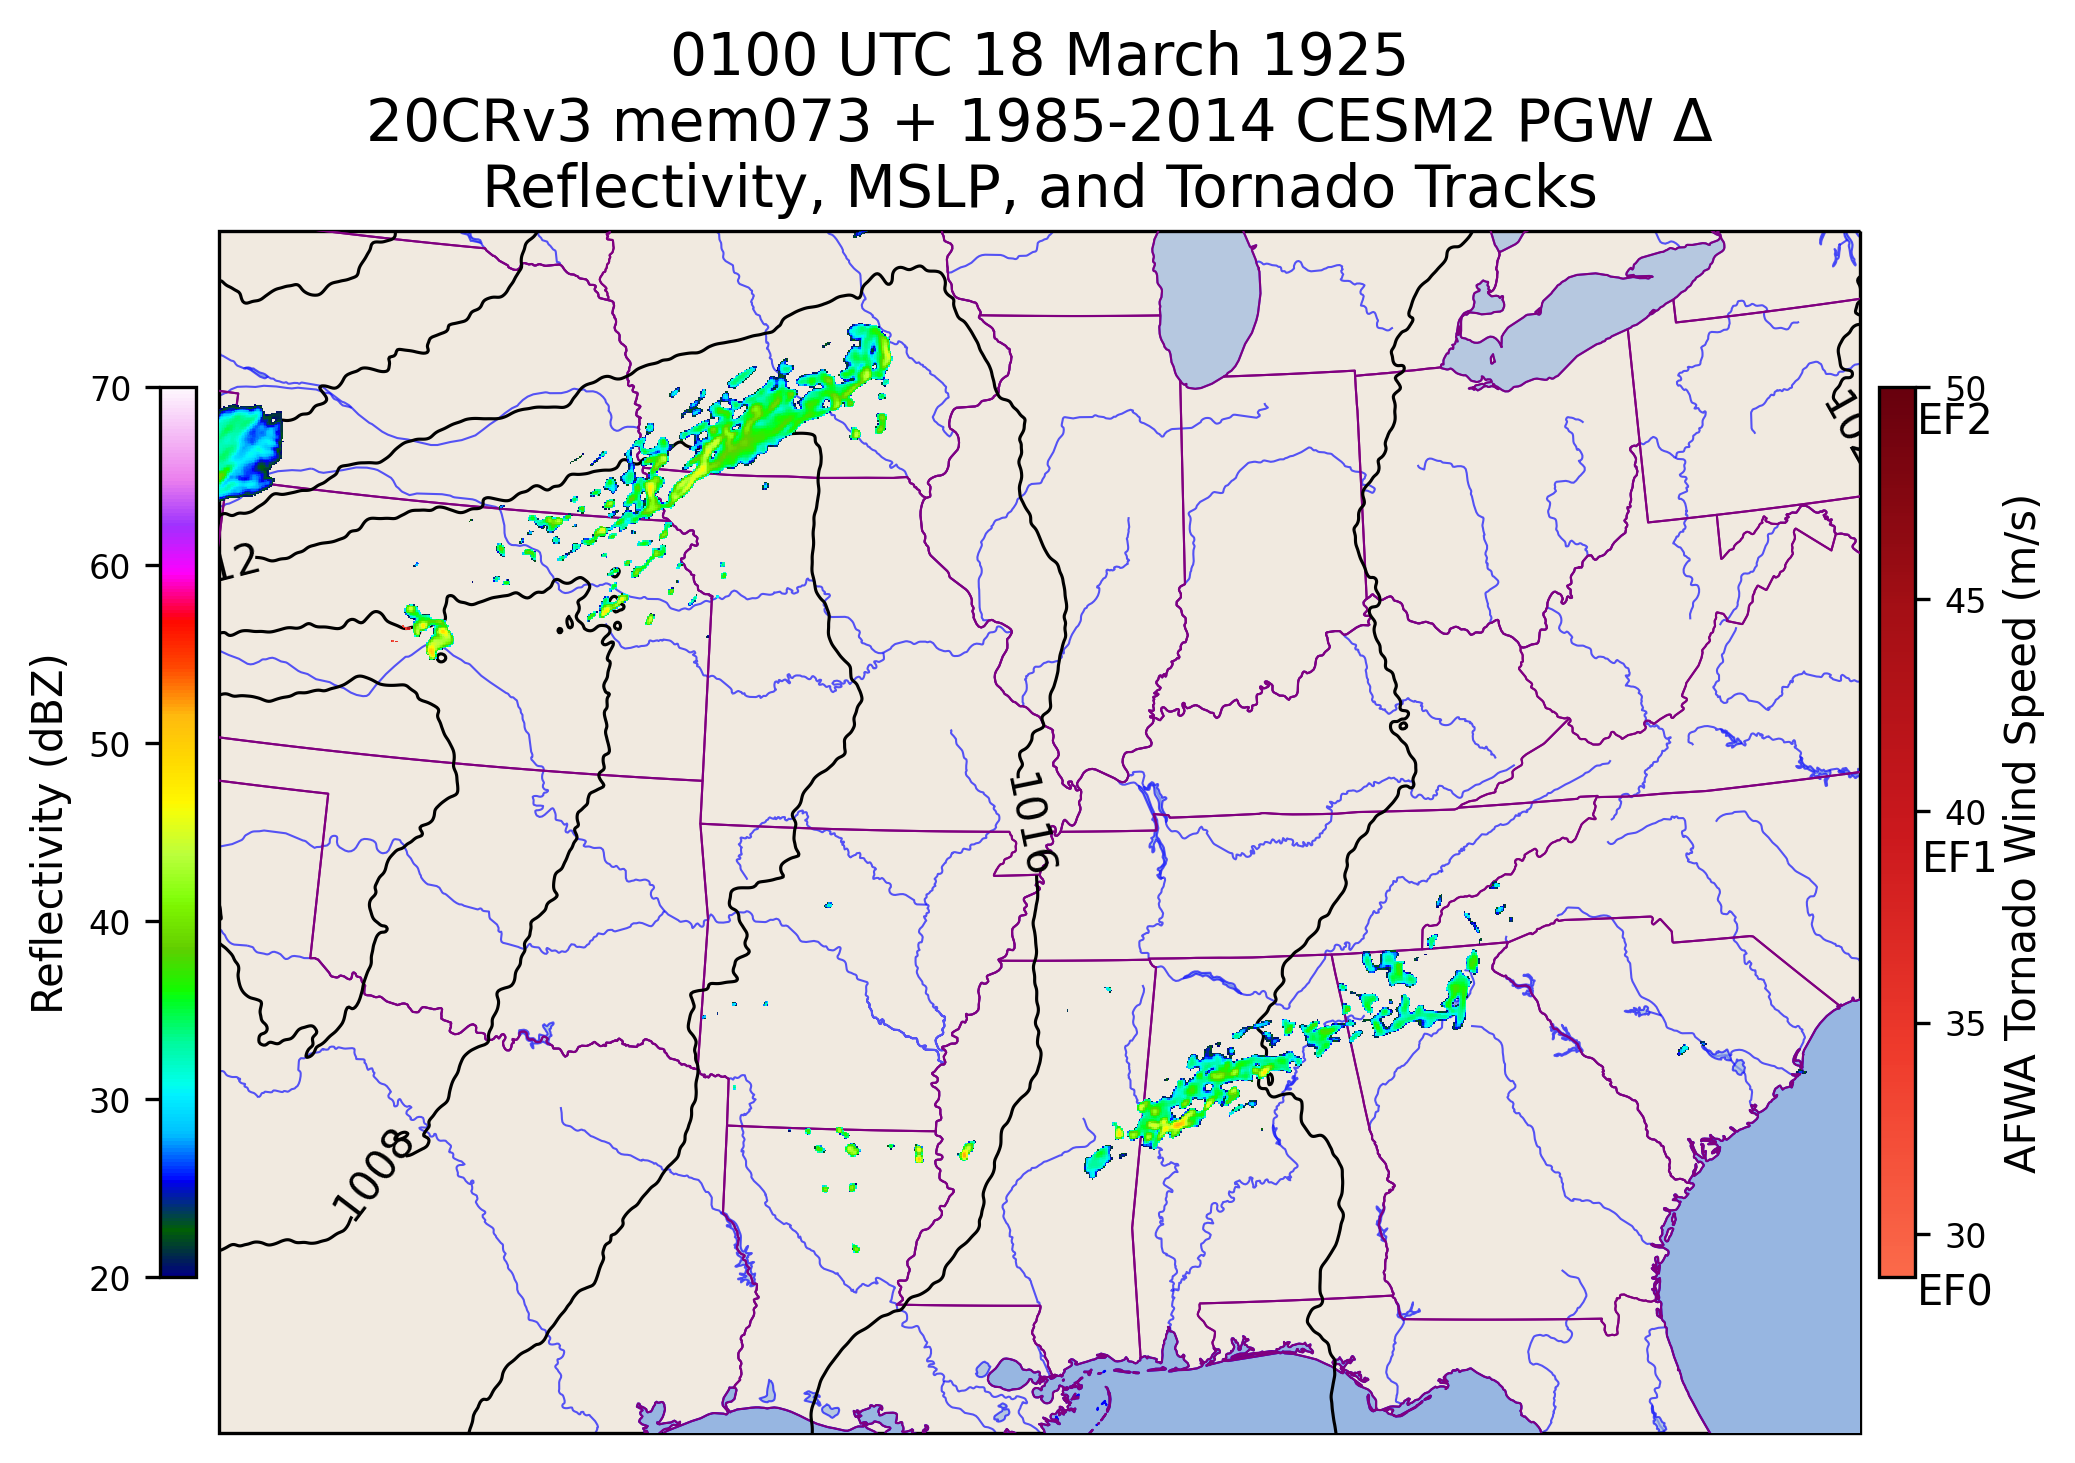 0100 UTC 18 March 1925
20CRv3 mem073 + 1985-2014 CESM2 PGW Δ
Reflectivity, MSLP, and Tornado Tracks
70
60
50
40
30
20
Reflectivity (dBZ)
12
1016
1008
50
EF2
45
40
EF1
35
30
EF0
AFWA Tornado Wind Speed (m/s)